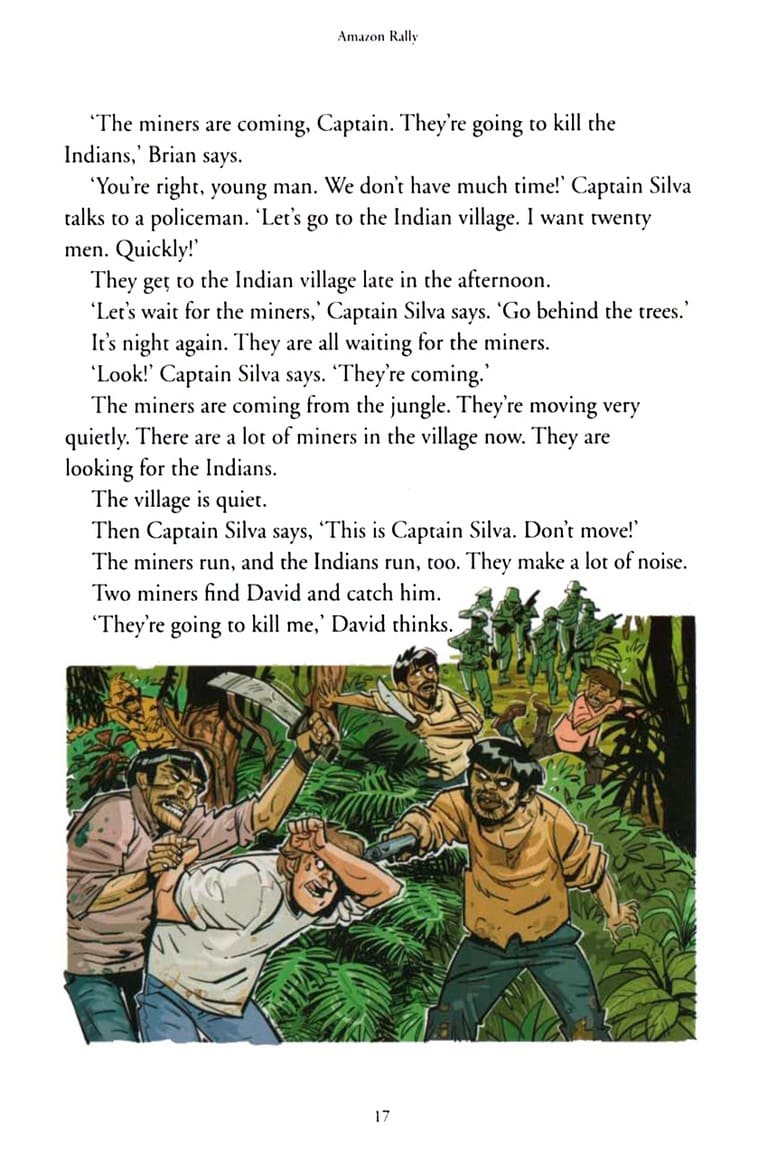 Amazon Rally
‘The miners are coming, Captain. They’re going to kill the
Indians,’ Brian says.
‘You’re right, young man. We don’t have much time!’ Captain Silva
talks to a policeman. ‘Let’s go to the Indian village. I want twenty
men. Quickly!’
They get to the Indian village late in the afternoon.
‘Let’s wait for the miners,’ Captain Silva says. ‘Go behind the trees.’
It’s night again. They are all waiting for the miners.
‘Look!’ Captain Silva says. ‘They’re coming.’
The miners are coming from the jungle. They’re moving very
quietly. There are a lot of miners in the village now. They are
looking for the Indians.
The village is quiet.
Then Captain Silva says, ‘This is Captain Silva. Don’t move!’
The miners run, and the Indians run, too. They make a lot of noise.
Two miners find David and catch him.
‘They’re going to kill me,’ David thinks.
17